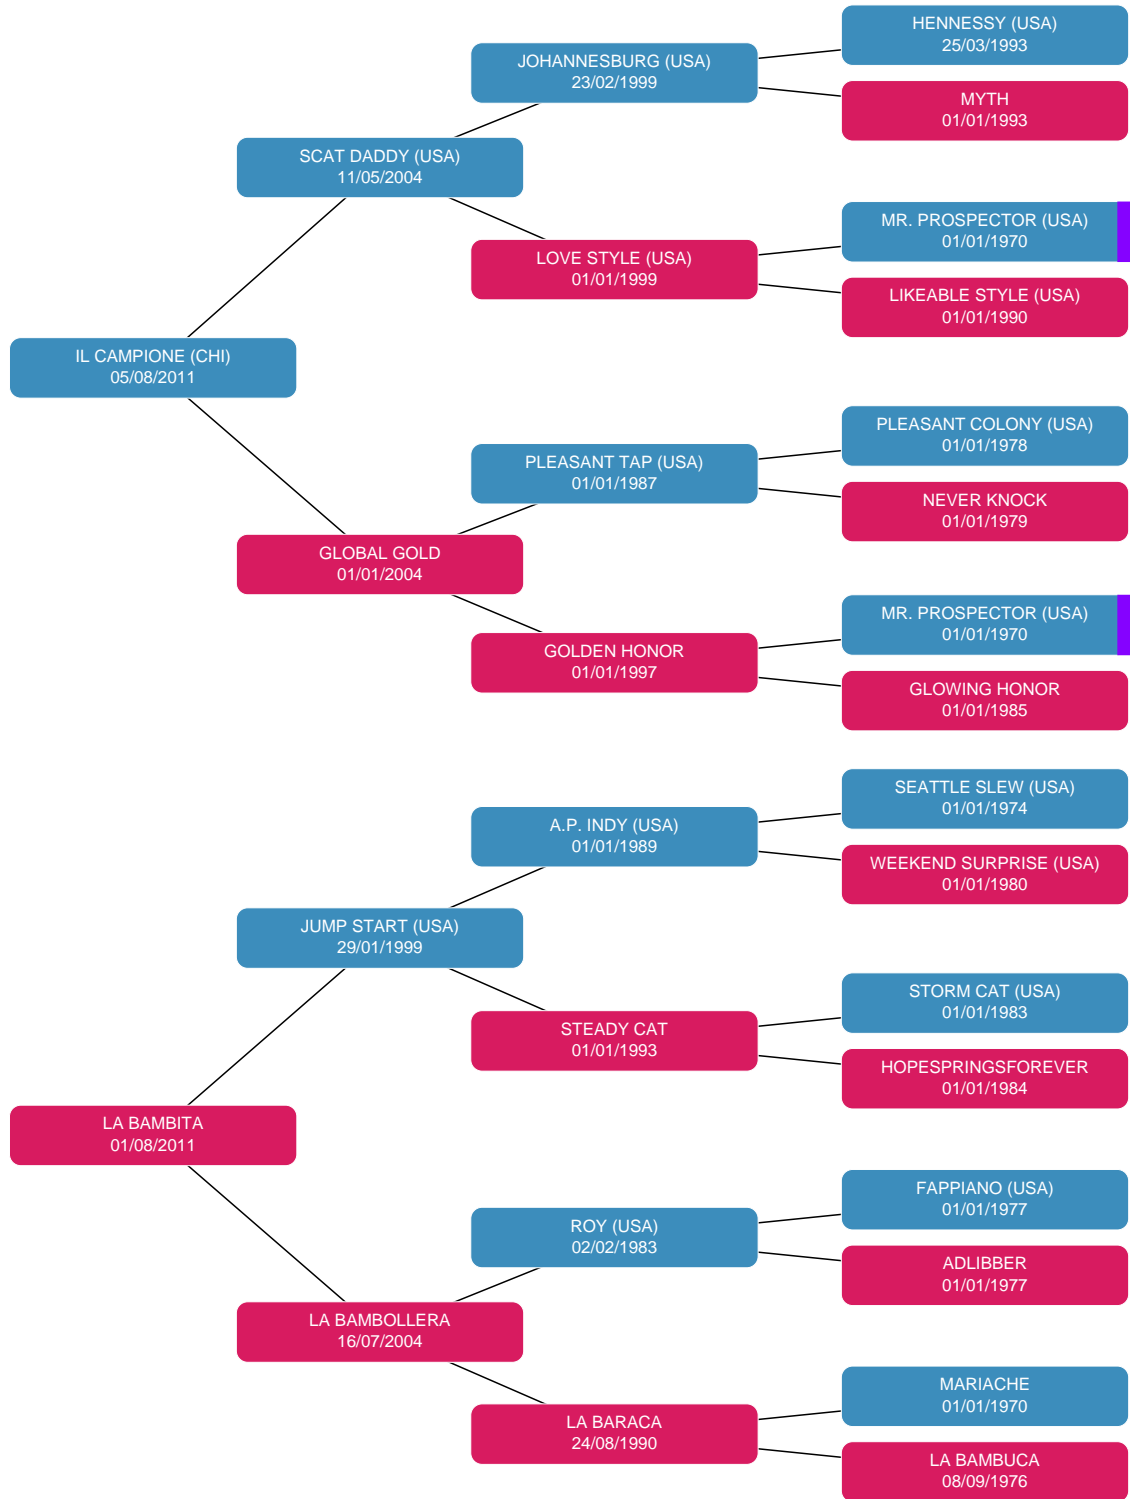 HENNESSY (USA)
25/03/1993
JOHANNESBURG (USA)
23/02/1999
MYTH
01/01/1993
SCAT DADDY (USA)
11/05/2004
MR. PROSPECTOR (USA)
01/01/1970
LOVE STYLE (USA)
01/01/1999
LIKEABLE STYLE (USA)
01/01/1990
IL CAMPIONE (CHI)
05/08/2011
PLEASANT COLONY (USA)
01/01/1978
PLEASANT TAP (USA)
01/01/1987
NEVER KNOCK
01/01/1979
GLOBAL GOLD
01/01/2004
MR. PROSPECTOR (USA)
01/01/1970
GOLDEN HONOR
01/01/1997
GLOWING HONOR
01/01/1985
SEATTLE SLEW (USA)
01/01/1974
A.P. INDY (USA)
01/01/1989
WEEKEND SURPRISE (USA)
01/01/1980
JUMP START (USA)
29/01/1999
STORM CAT (USA)
01/01/1983
STEADY CAT
01/01/1993
HOPESPRINGSFOREVER
01/01/1984
LA BAMBITA
01/08/2011
FAPPIANO (USA)
01/01/1977
ROY (USA)
02/02/1983
ADLIBBER
01/01/1977
LA BAMBOLLERA
16/07/2004
MARIACHE
01/01/1970
LA BARACA
24/08/1990
LA BAMBUCA
08/09/1976